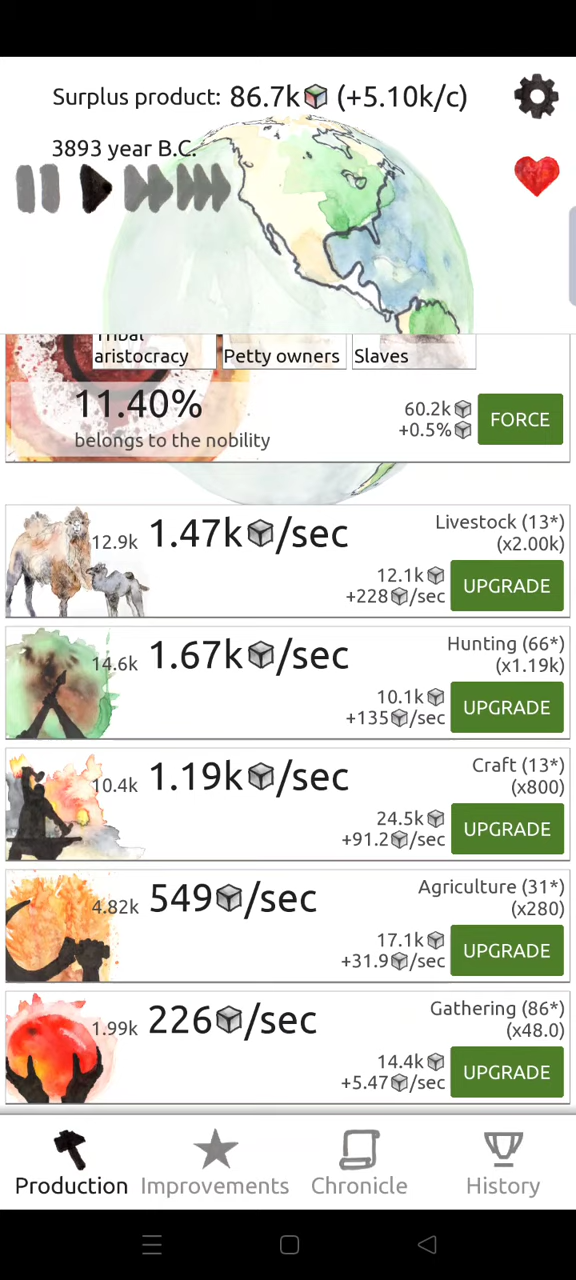 Surplus product: 86.7k (+5.10k/c)
3893 year B.C.
Tribal
aristocracy
Petty owners
Slaves
11.40%
belongs to the nobility
60.2k
+0.5%
FORCE
12.9k
1.47k/sec
Livestock (13*)
(x2.00k)
12.1k
+228/sec
UPGRADE
14.6k
1.67k/sec
Hunting (66*)
(x1.19k)
10.1k
+135/sec
UPGRADE
10.4k
1.19k/sec
Craft (13*)
(x800)
24.5k
+91.2/sec
UPGRADE
4.82k
549/sec
Agriculture (31*)
(x280)
17.1k
+31.9/sec
UPGRADE
1.99k
226/sec
Gathering (86*)
(x48.0)
14.4k
+5.47/sec
UPGRADE
Production
Improvements
Chronicle
History